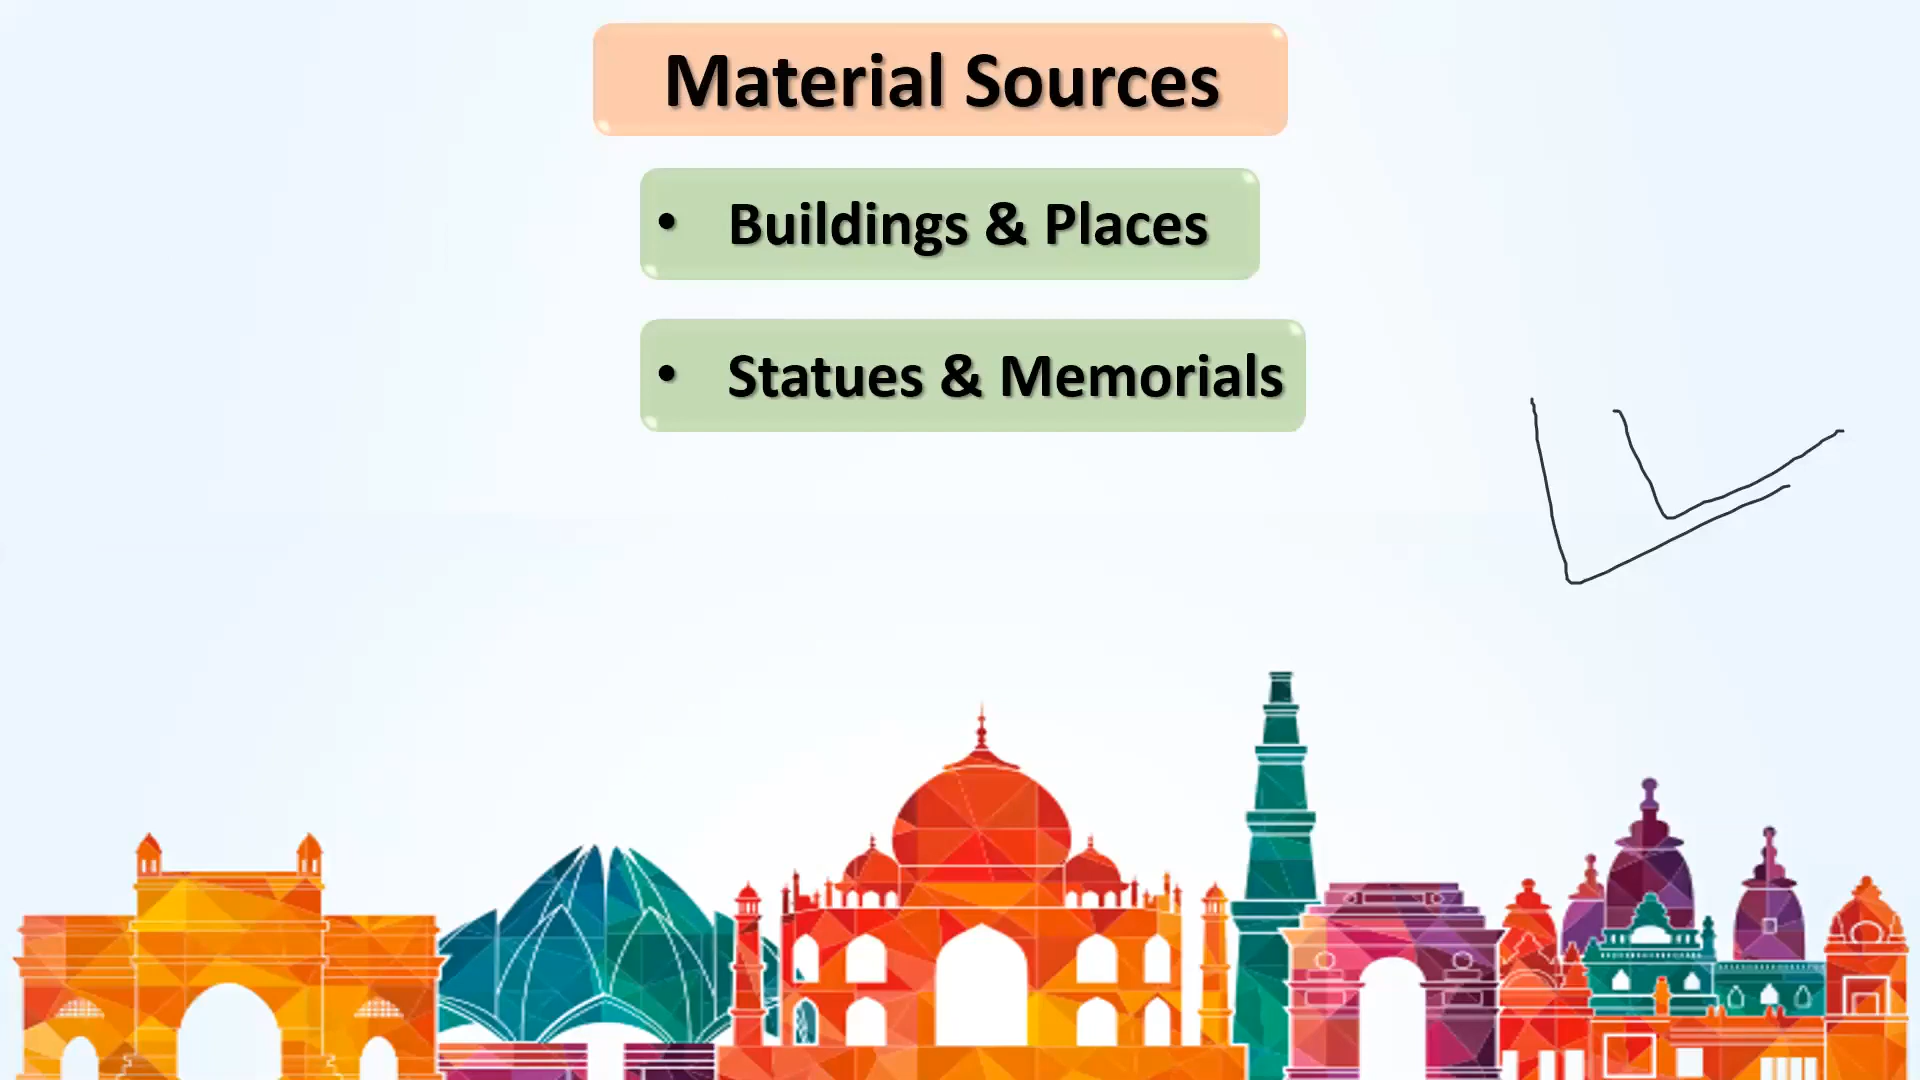 Material Sources
• Buildings & Places
• Statues & Memorials